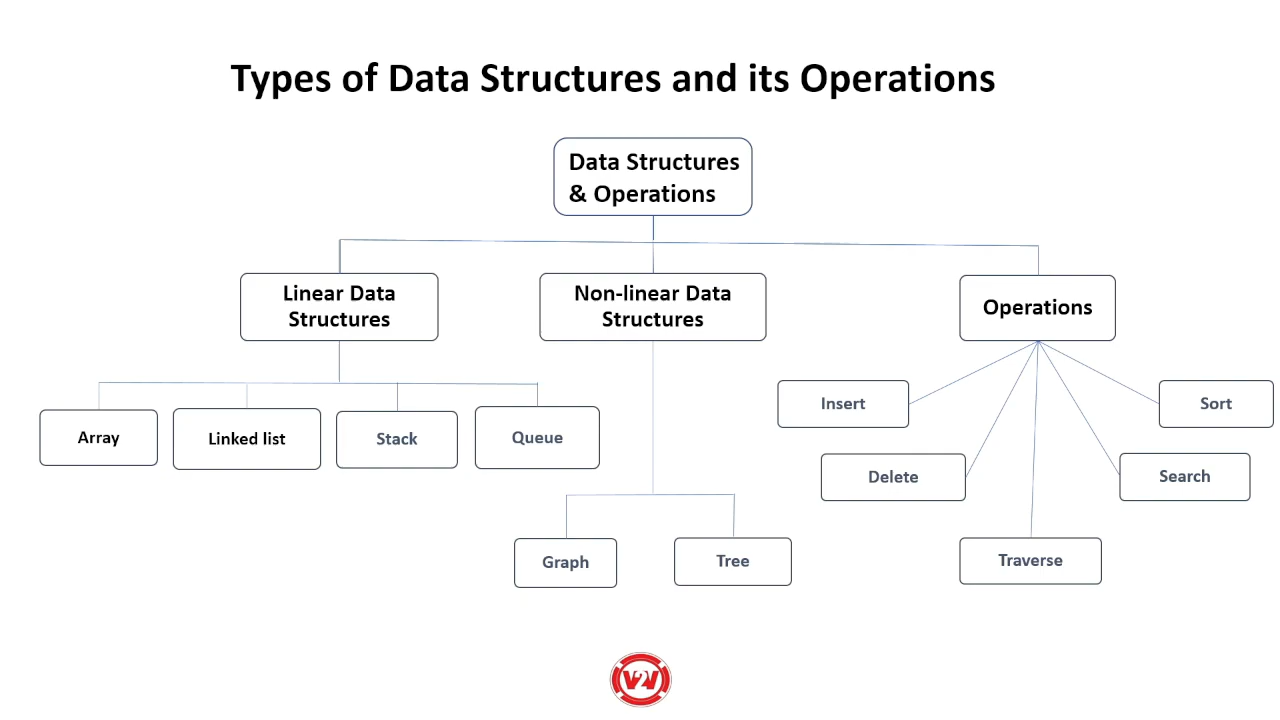 Types of Data Structures and its Operations
Data Structures
& Operations
Linear Data
Structures
Non-linear Data
Structures
Operations
Array
Linked list
Stack
Queue
Insert
Sort
Delete
Search
Graph
Tree
Traverse
V2V